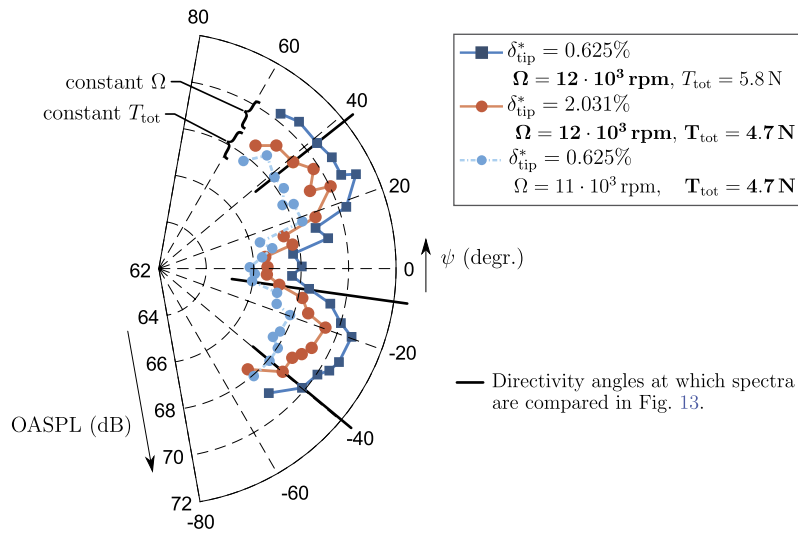 80
60
constant Ω
constant T_tot
40
20
0
-20
-40
-60
-80
62
64
66
68
70
72
OASPL (dB)
ψ (degr.)
δ*_tip = 0.625%
Ω = 12 · 10³ rpm, T_tot = 5.8 N
δ*_tip = 2.031%
Ω = 12 · 10³ rpm, T_tot = 4.7 N
δ*_tip = 0.625%
Ω = 11 · 10³ rpm, T_tot = 4.7 N
Directivity angles at which spectra
are compared in Fig. 13.